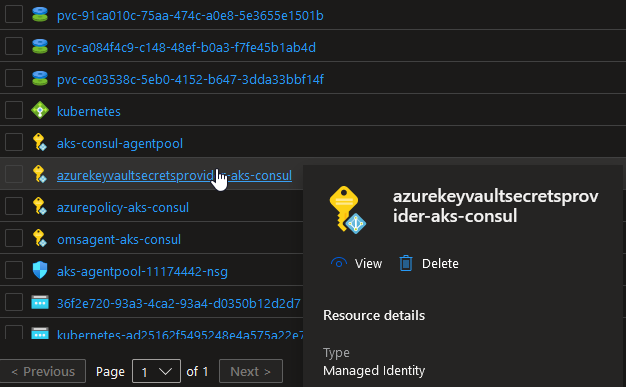 pvc-91ca010c-75aa-474c-a0e8-5e3655e1501b
pvc-a084f4c9-c148-48ef-b0a3-f7fe45b1ab4d
pvc-ce03538c-5eb0-4152-b647-3dda33bbf14f
kubernetes
aks-consul-agentpool
azurekeyvaultsecretsprovider-aks-consul
azurepolicy-aks-consul
omsagent-aks-consul
aks-agentpool-11174442-nsg
36f2e720-93a3-4ca2-93a4-d0350b12d2d7
kubernetes-ad25162f5495248e4a575a22e7
< Previous Page 1 of 1 Next >
azurekeyvaultsecretsprov
ider-aks-consul
View Delete
Resource details
Type
Managed Identity